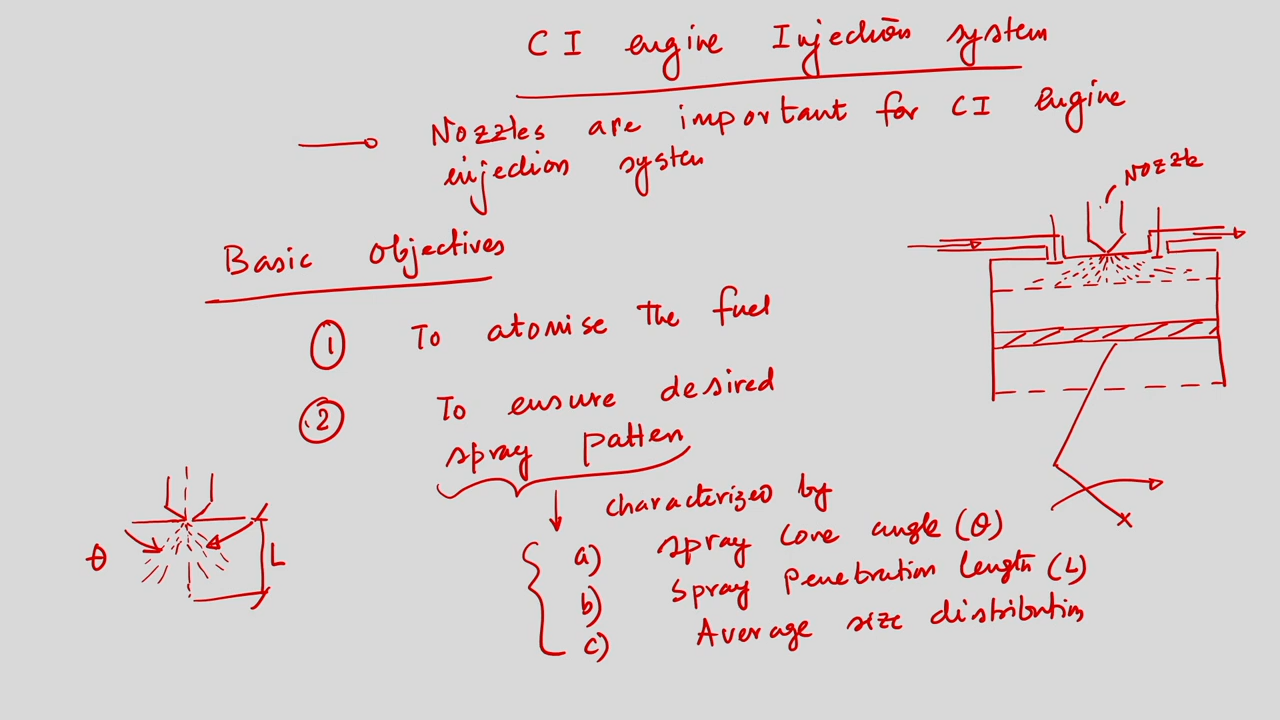 CI engine Injection system
Nozzles are important for CI engine
injection system
Nozzle
Basic Objectives
① To atomise the fuel
② To ensure desired
spray patten
characterized by
a) spray cone angle (θ)
b) spray penetration length (L)
c) Average size distribution
θ
L